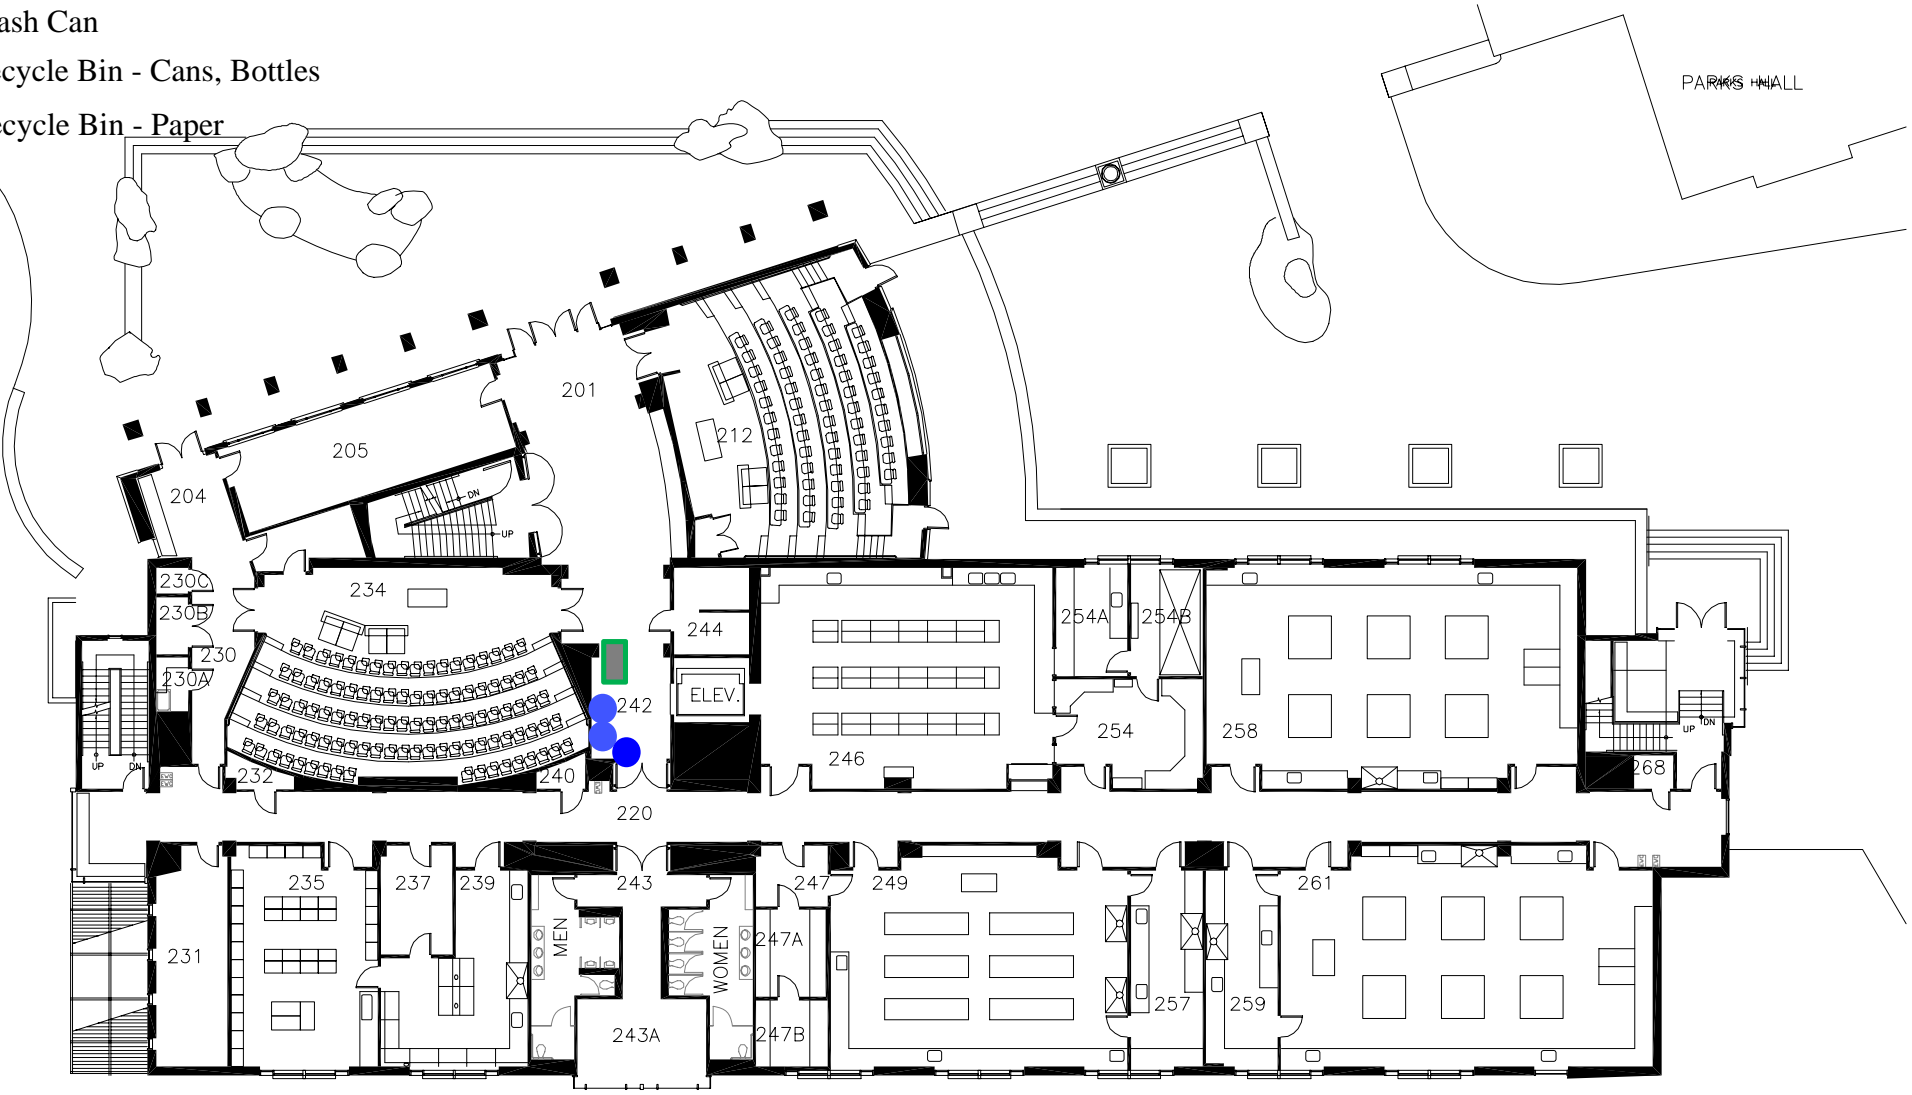 ash Can
ecycle Bin - Cans, Bottles
ecycle Bin - Paper
PARKS HALL
PARKS HALL
201
212
205
204
DN
UP
230C
234
230B
244
254A
254B
230
230A
242
ELEV.
254
258
246
UP
DN
232
240
268
DN
UP
220
235
237
239
243
247
249
261
MEN
WOMEN
247A
231
257
259
243A
247B